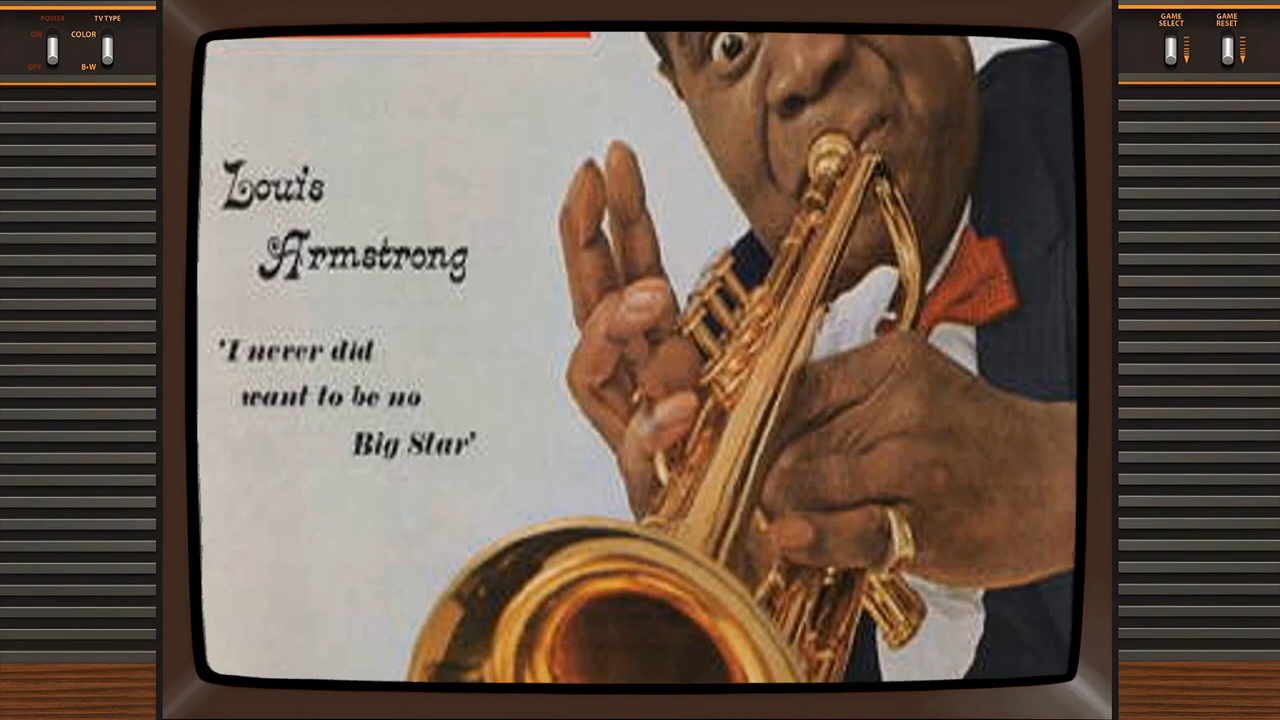 POWER
TV TYPE
ON
COLOR
OFF
B•W
GAME
SELECT
GAME
RESET
Louis
Armstrong
'I never did
want to be no
Big Star'